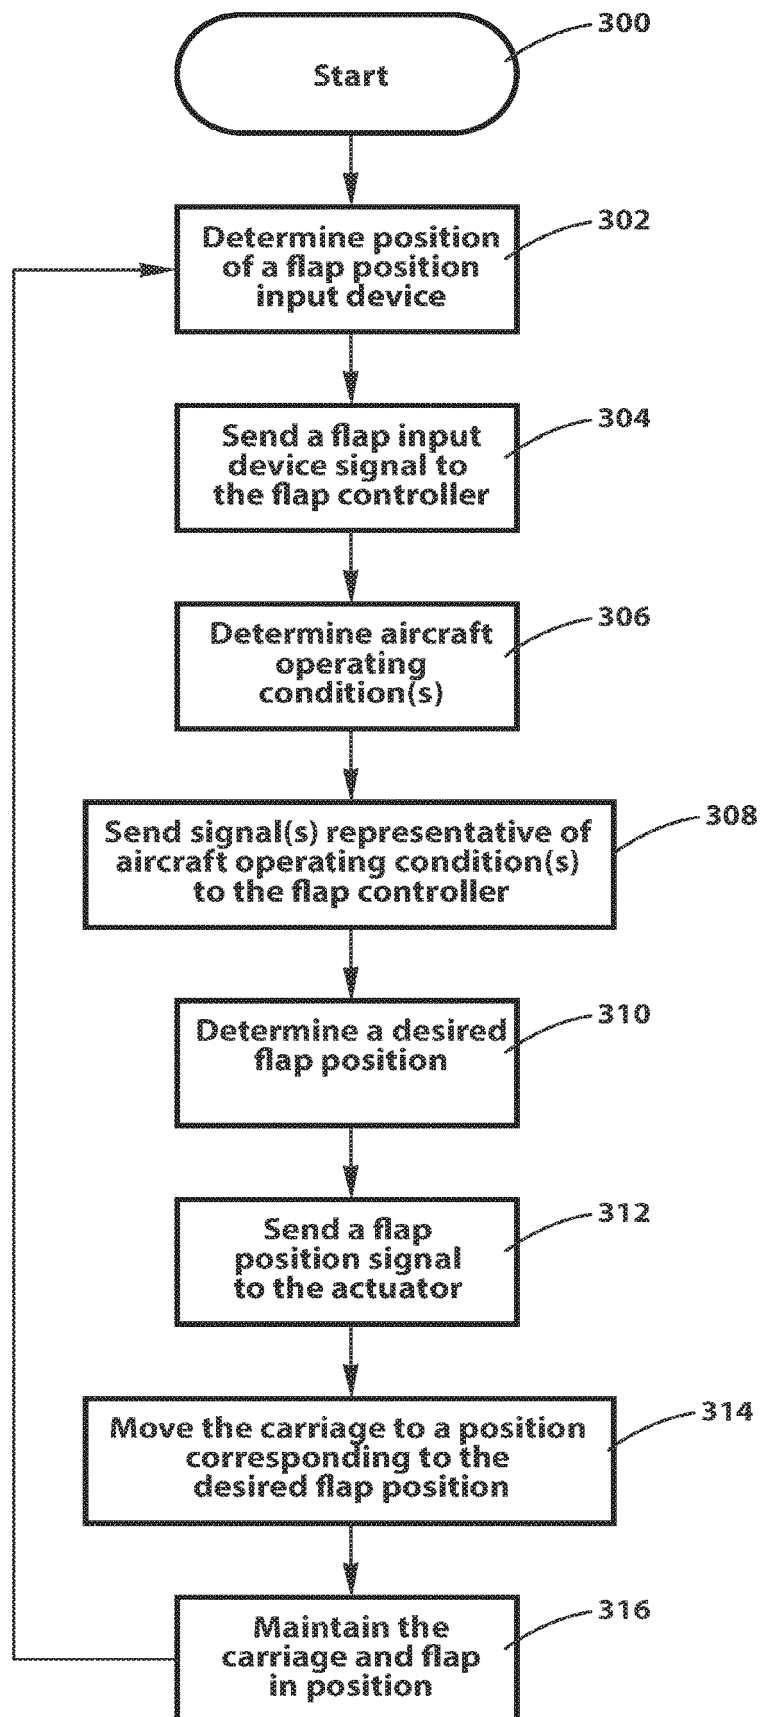 300
Start
302
Determine position
of a flap position
input device
304
Send a flap input
device signal to
the flap controller
306
Determine aircraft
operating
condition(s)
308
Send signal(s) representative of
aircraft operating condition(s)
to the flap controller
310
Determine a desired
flap position
312
Send a flap
position signal
to the actuator
314
Move the carriage to a position
corresponding to the
desired flap position
316
Maintain the
carriage and flap
in position